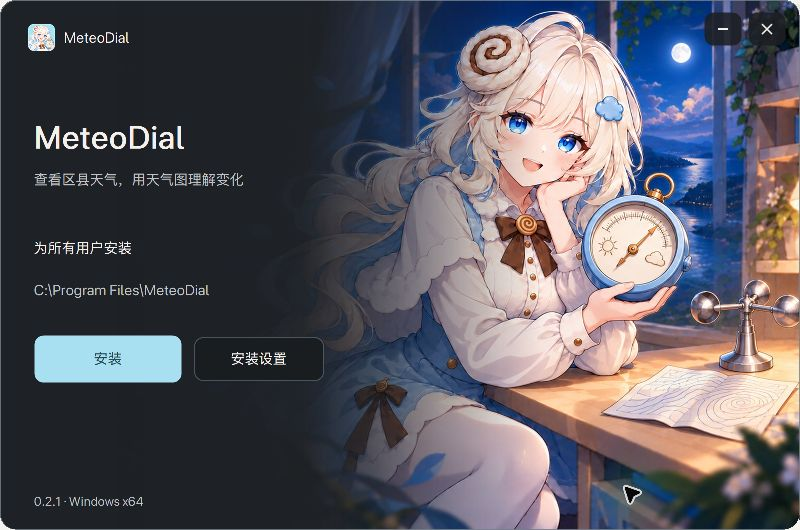 MeteoDial
MeteoDial
查看区县天气，用天气图理解变化
为所有用户安装
C:\Program Files\MeteoDial
安装
安装设置
0.2.1 · Windows x64